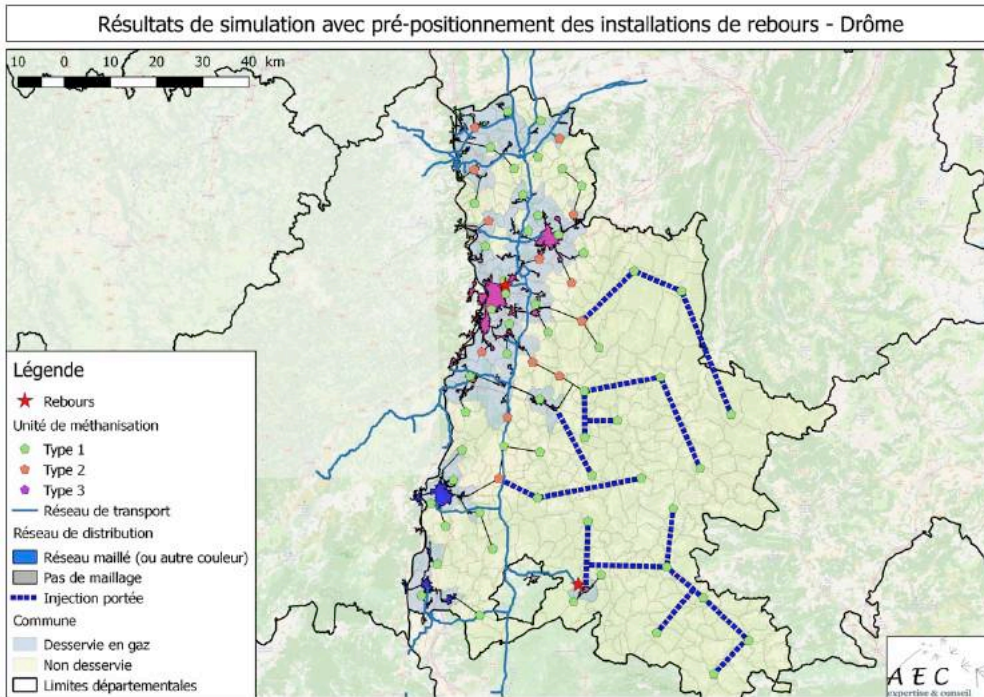 Résultats de simulation avec pré-positionnement des installations de rebours - Drôme
10 0 10 20 30 40 km
Légende
Rebours
Unité de méthanisation
Type 1
Type 2
Type 3
Réseau de transport
Réseau de distribution
Réseau maillé (ou autre couleur)
Pas de maillage
Injection portée
Commune
Desservie en gaz
Non desservie
Limites départementales
AEC
expertise & conseil